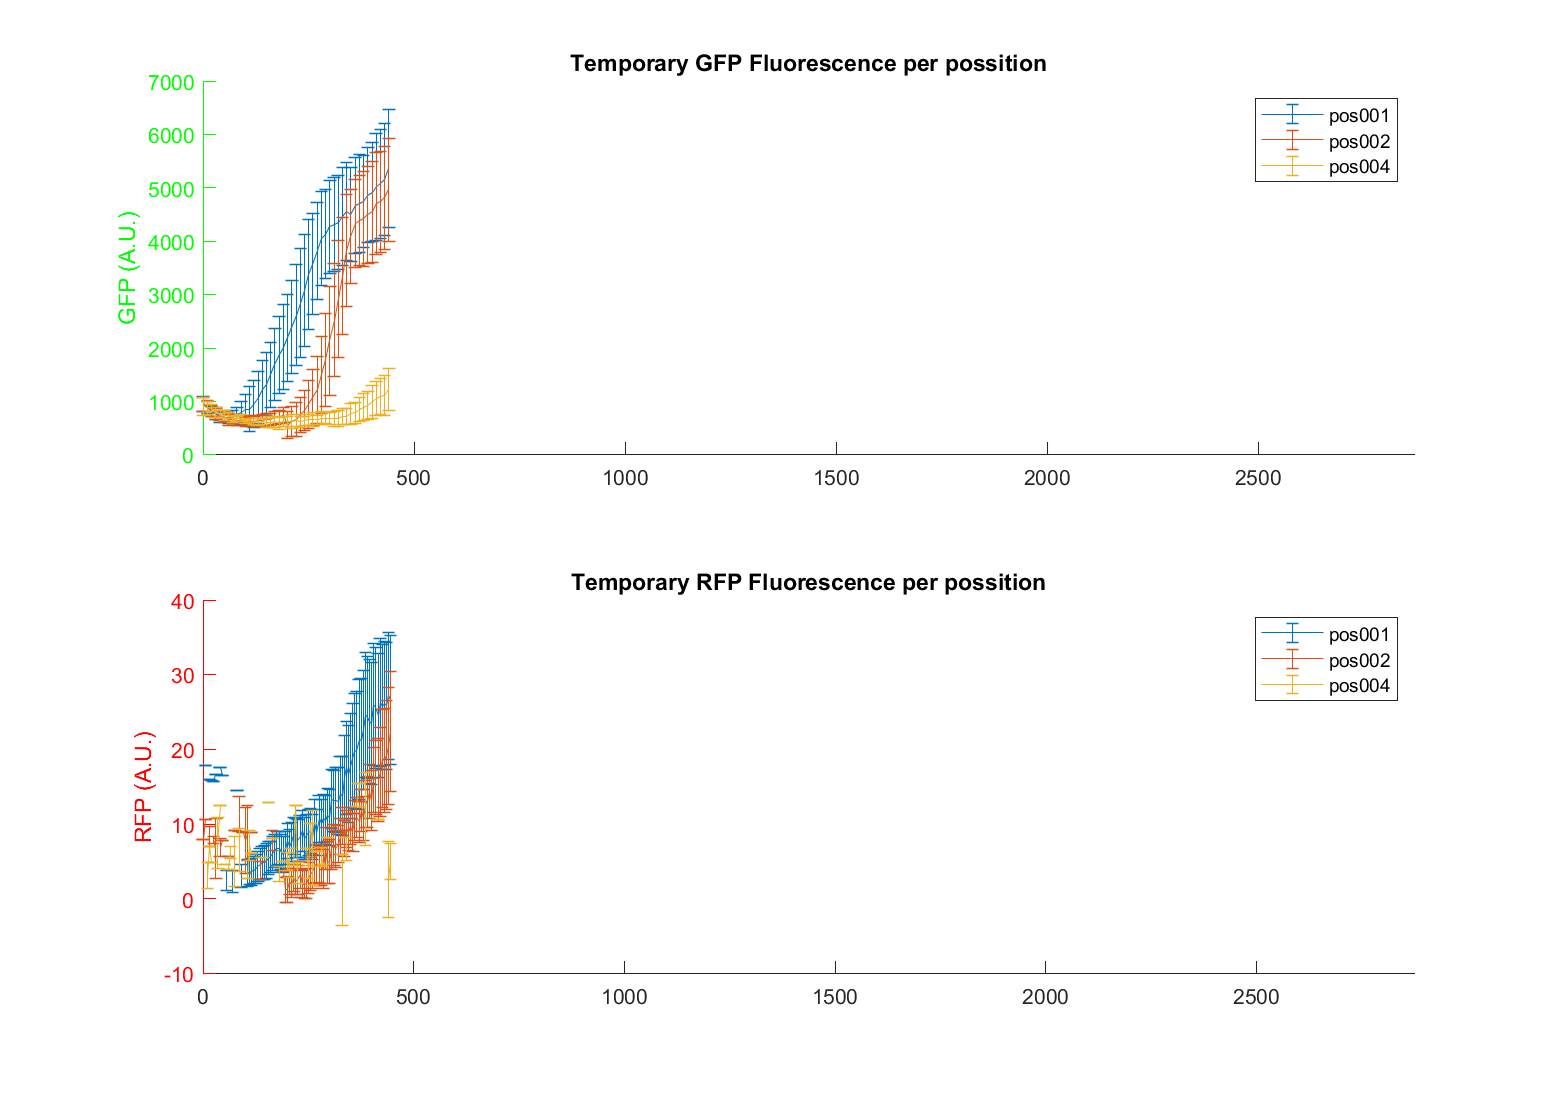 Temporary GFP Fluorescence per possition
7000
6000
5000
4000
3000
2000
1000
0
GFP (A.U.)
0 500 1000 1500 2000 2500
pos001
pos002
pos004
Temporary RFP Fluorescence per possition
40
30
20
10
0
-10
RFP (A.U.)
0 500 1000 1500 2000 2500
pos001
pos002
pos004